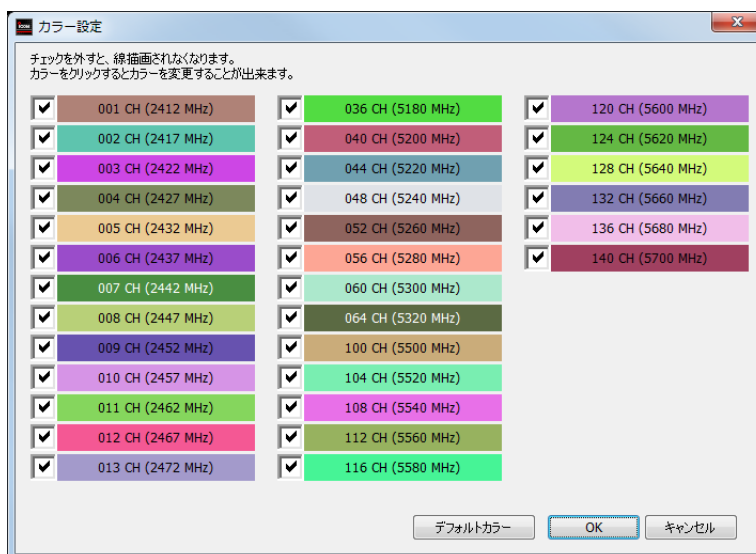 ICOM カラー設定
チェックを外すと、線描画されなくなります。
カラーをクリックするとカラーを変更することが出来ます。
001 CH (2412 MHz)
002 CH (2417 MHz)
003 CH (2422 MHz)
004 CH (2427 MHz)
005 CH (2432 MHz)
006 CH (2437 MHz)
007 CH (2442 MHz)
008 CH (2447 MHz)
009 CH (2452 MHz)
010 CH (2457 MHz)
011 CH (2462 MHz)
012 CH (2467 MHz)
013 CH (2472 MHz)
036 CH (5180 MHz)
040 CH (5200 MHz)
044 CH (5220 MHz)
048 CH (5240 MHz)
052 CH (5260 MHz)
056 CH (5280 MHz)
060 CH (5300 MHz)
064 CH (5320 MHz)
100 CH (5500 MHz)
104 CH (5520 MHz)
108 CH (5540 MHz)
112 CH (5560 MHz)
116 CH (5580 MHz)
120 CH (5600 MHz)
124 CH (5620 MHz)
128 CH (5640 MHz)
132 CH (5660 MHz)
136 CH (5680 MHz)
140 CH (5700 MHz)
デフォルトカラー OK キャンセル